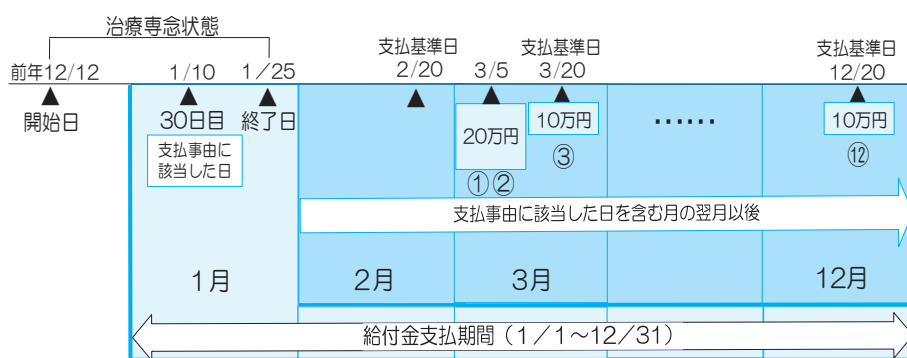 治療専念状態
前年12/12
1/10
1/25
支払基準日
2/20
3/5
支払基準日
3/20
支払基準日
12/20
▲
▲
▲
▲
▲
▲
▲
開始日
30日目
終了日
支払事由に
該当した日
20万円
①②
10万円
③
……
10万円
⑫
支払事由に該当した日を含む月の翌月以後
1月
2月
3月
12月
給付金支払期間(1/1~12/31)